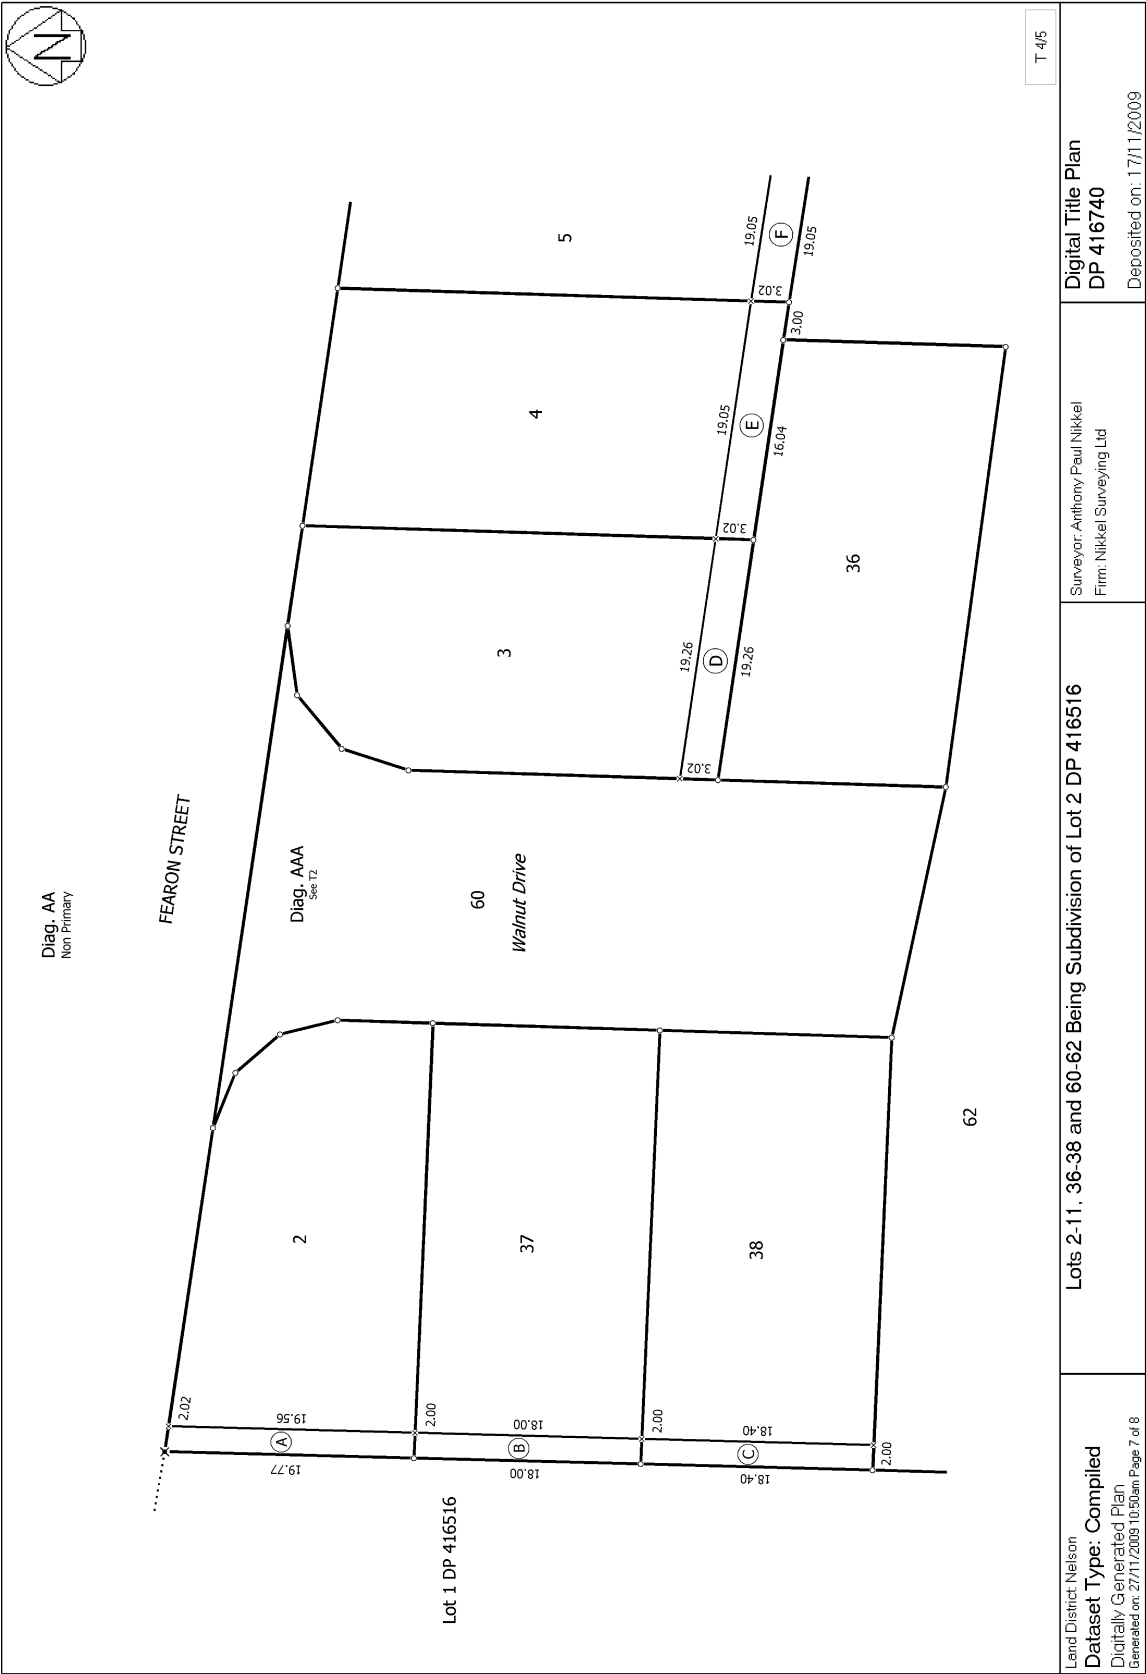 Diag. AA
Non Primary
N
FEARON STREET
Diag. AAA
See T2
60
Walnut Drive
2
37
38
3
4
5
36
62
2.02
19.56
A
19.77
2.00
18.00
B
18.00
2.00
18.40
C
18.40
2.00
3.02
19.26
D
19.26
3.02
19.05
E
16.04
3.00
3.02
19.05
F
19.05
Lot 1 DP 416516
T 4/5
Land District: Nelson
Dataset Type: Compiled
Digitally Generated Plan
Generated on: 27/11/2009 10:50am Page 7 of 8
Lots 2-11, 36-38 and 60-62 Being Subdivision of Lot 2 DP 416516
Surveyor: Anthony Paul Nikkel
Firm: Nikkel Surveying Ltd
Digital Title Plan
DP 416740
Deposited on: 17/11/2009